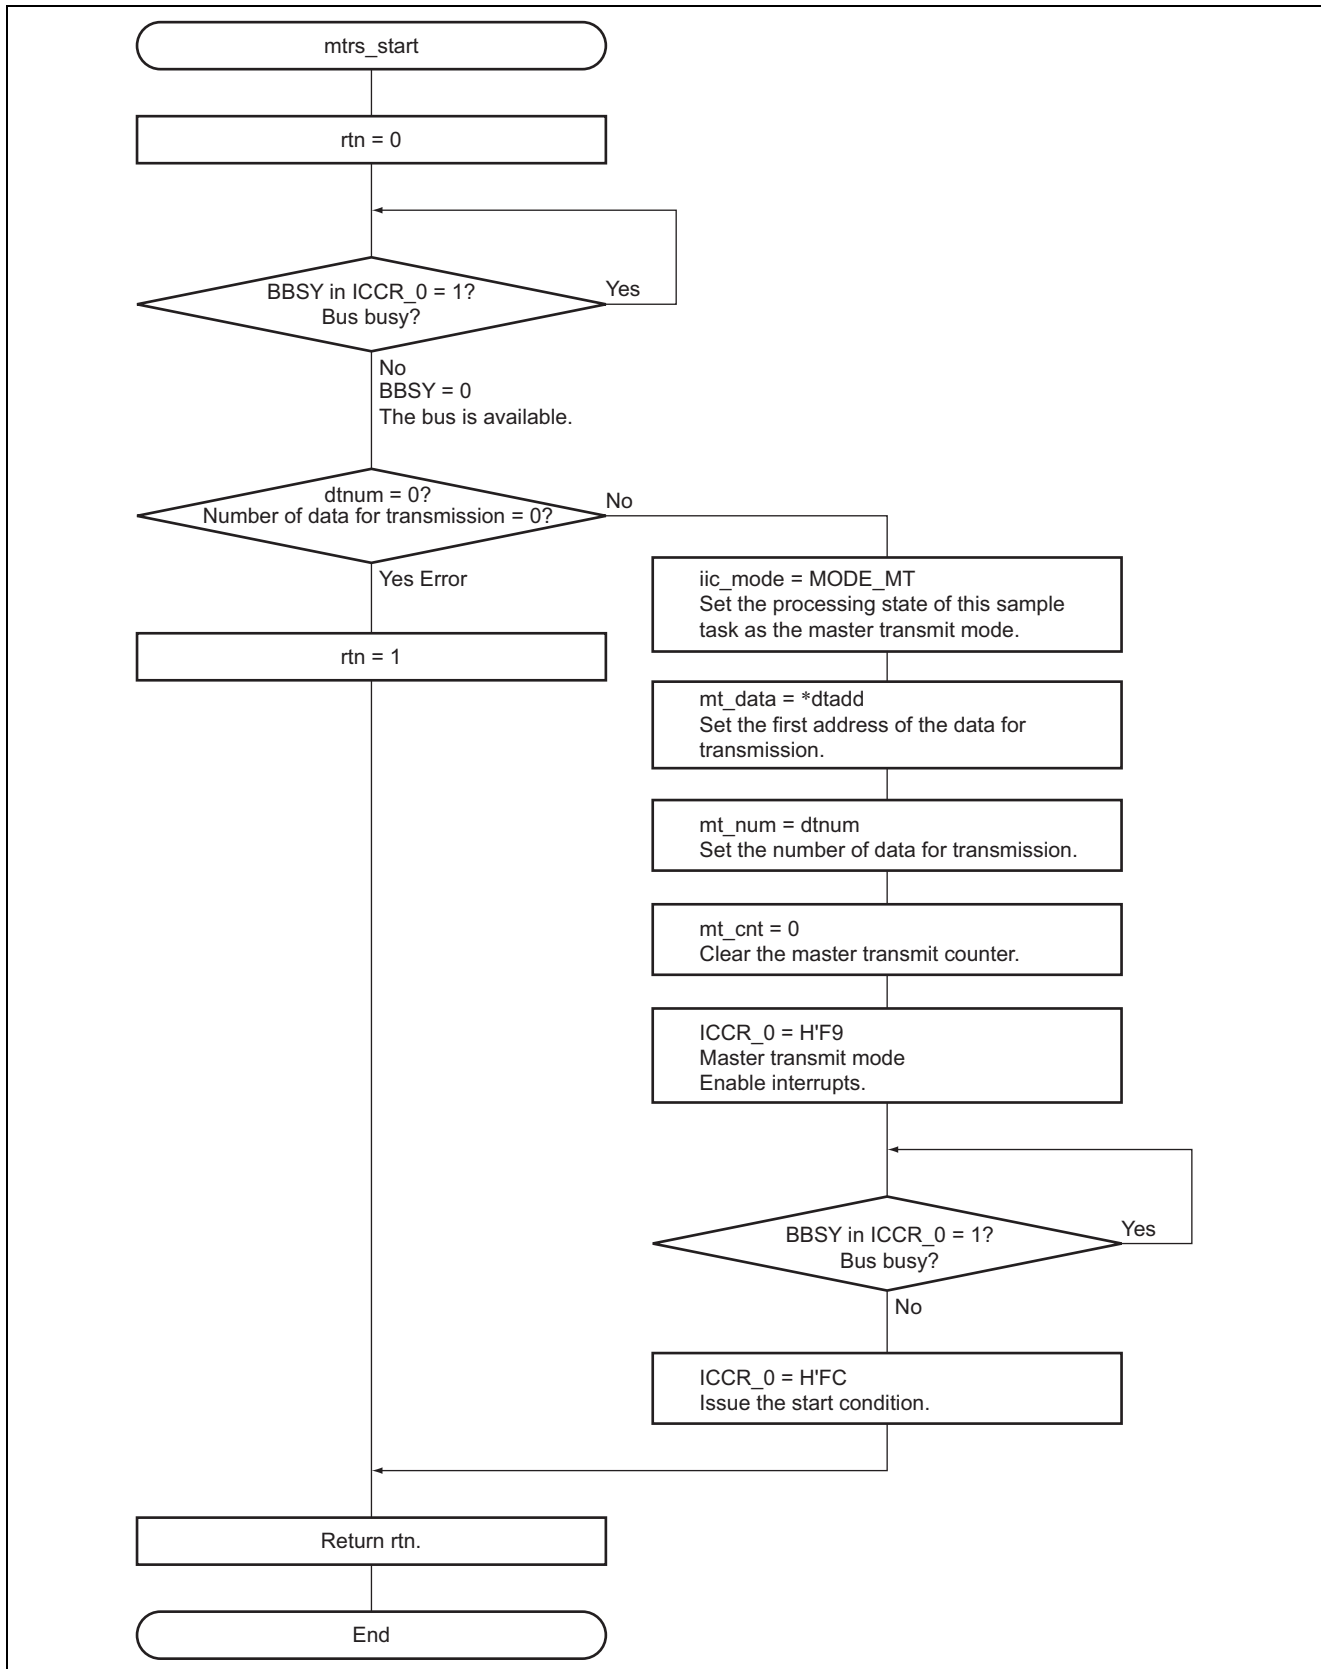 mtrs_start
rtn = 0
BBSY in ICCR_0 = 1?
Bus busy?
Yes
No
BBSY = 0
The bus is available.
dtnum = 0?
Number of data for transmission = 0?
No
Yes Error
rtn = 1
iic_mode = MODE_MT
Set the processing state of this sample
task as the master transmit mode.
mt_data = *dtadd
Set the first address of the data for
transmission.
mt_num = dtnum
Set the number of data for transmission.
mt_cnt = 0
Clear the master transmit counter.
ICCR_0 = H'F9
Master transmit mode
Enable interrupts.
BBSY in ICCR_0 = 1?
Bus busy?
Yes
No
ICCR_0 = H'FC
Issue the start condition.
Return rtn.
End